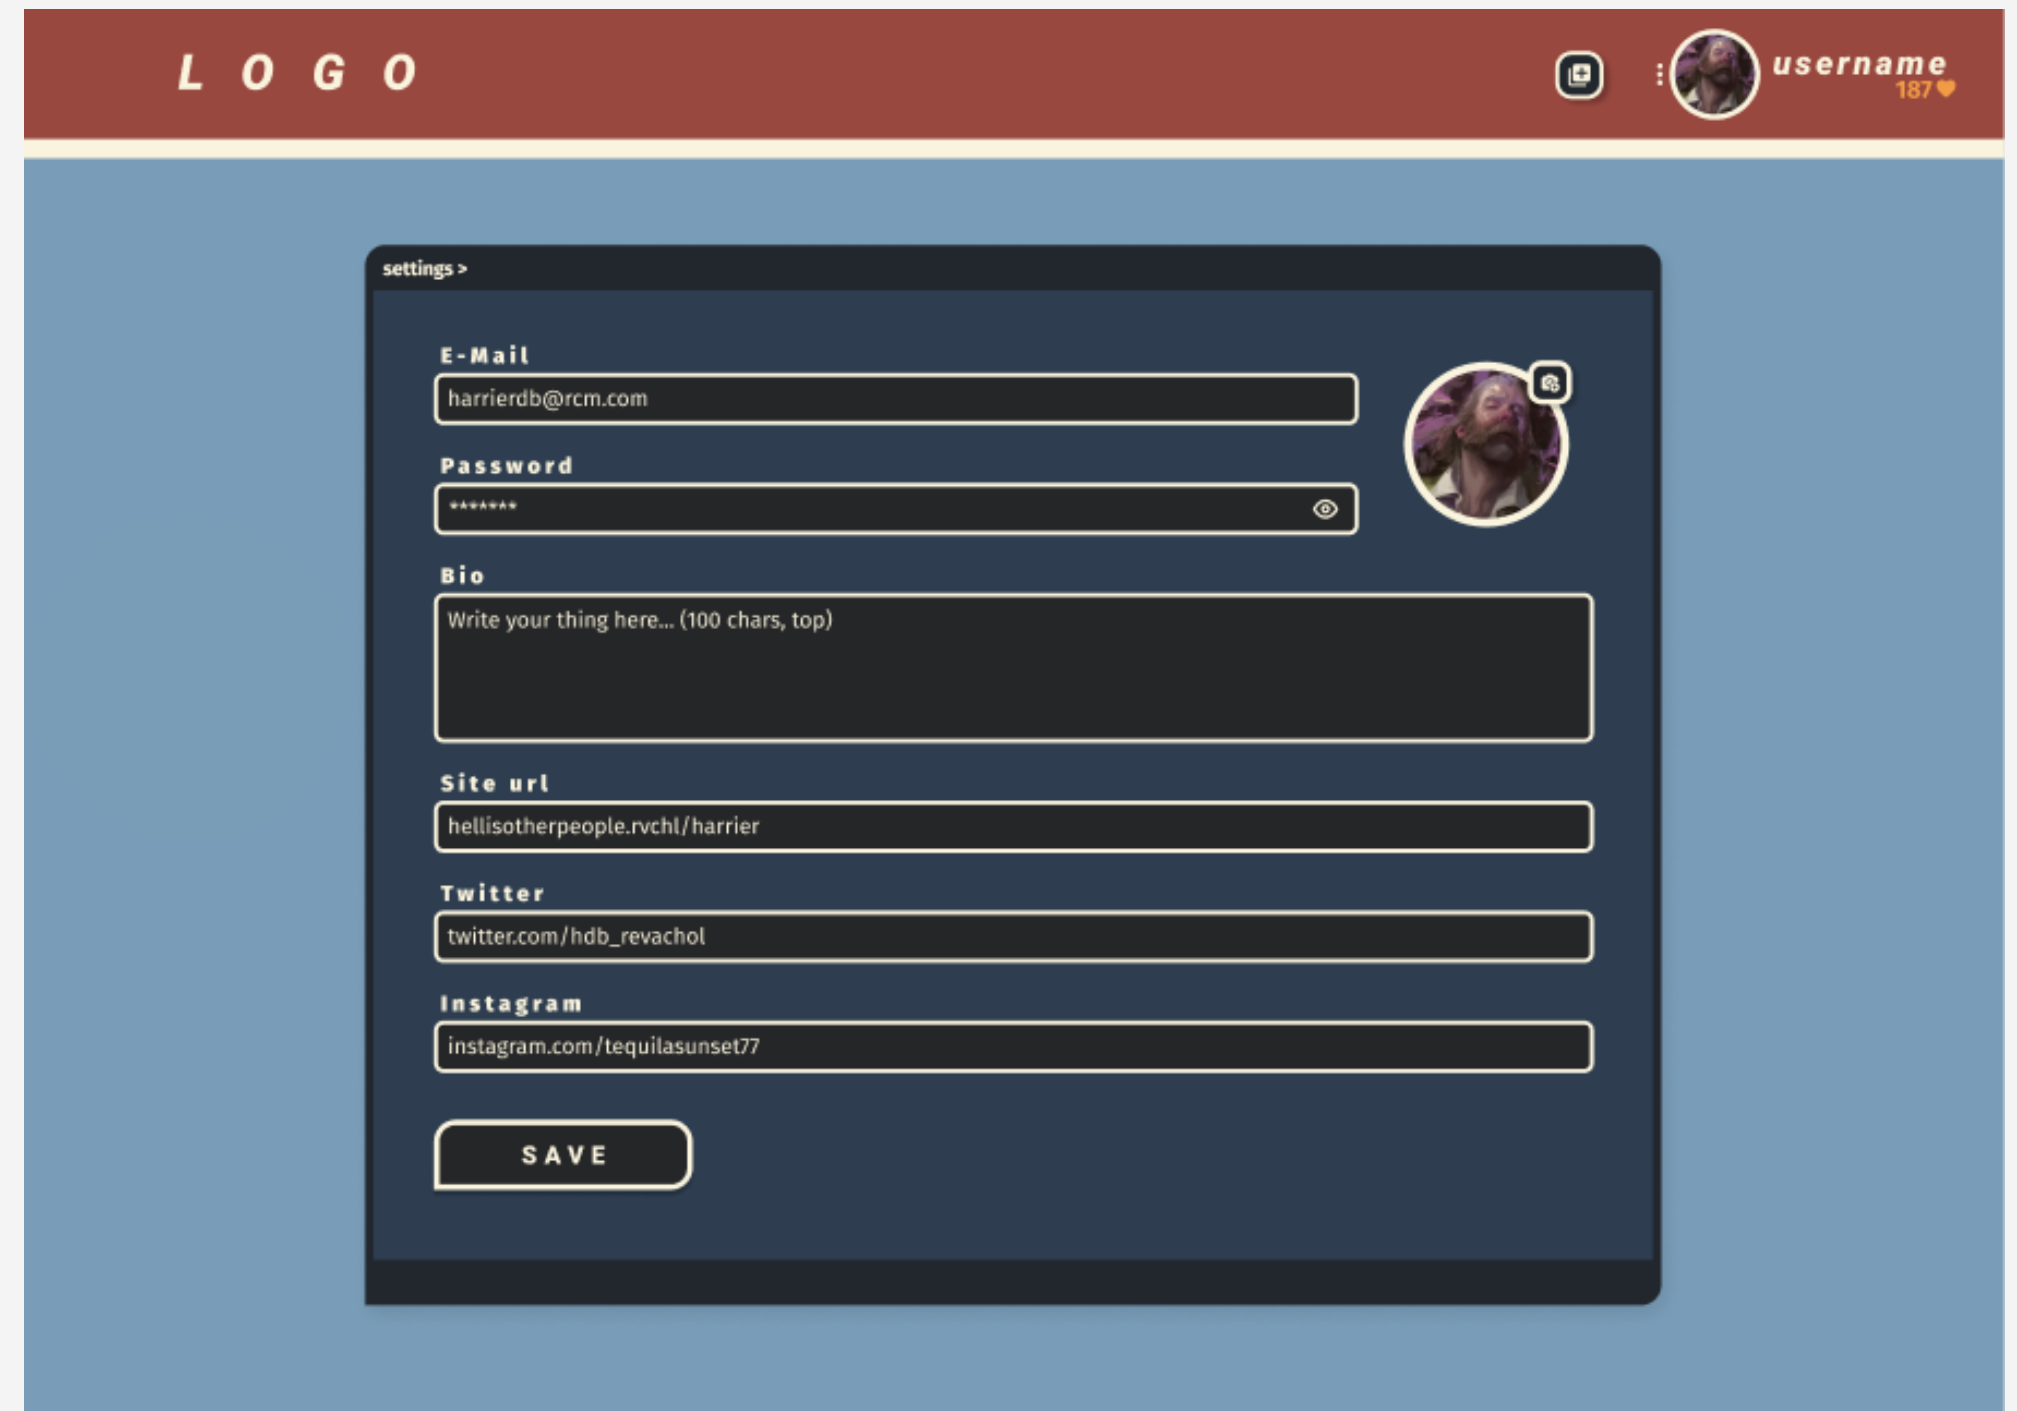 LOGO
username
187
settings >
E-Mail
harrierdb@rcm.com
Password
*******
Bio
Write your thing here... (100 chars, top)
Site url
hellisotherpeople.rvchl/harrier
Twitter
twitter.com/hdb_revachol
Instagram
instagram.com/tequilasunset77
SAVE